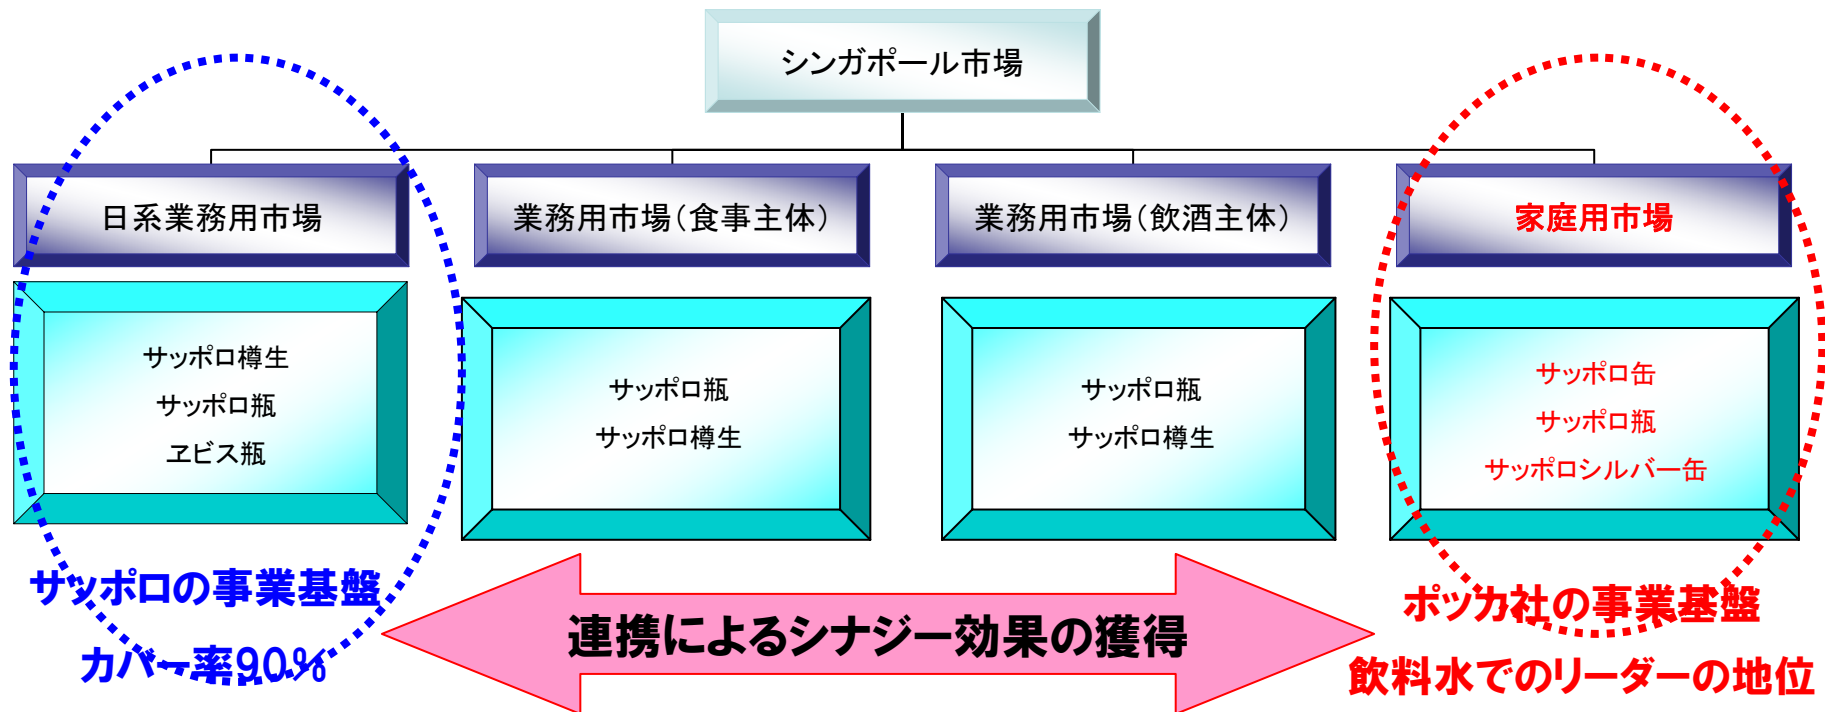 シンガポール市場
日系業務用市場
業務用市場(食事主体)
業務用市場(飲酒主体)
家庭用市場
サッポロ樽生
サッポロ瓶
ヱビス瓶
サッポロ瓶
サッポロ樽生
サッポロ瓶
サッポロ樽生
サッポロ缶
サッポロ瓶
サッポロシルバー缶
サッポロの事業基盤
カバー率90%
連携によるシナジー効果の獲得
ポッカ社の事業基盤
飲料水でのリーダーの地位